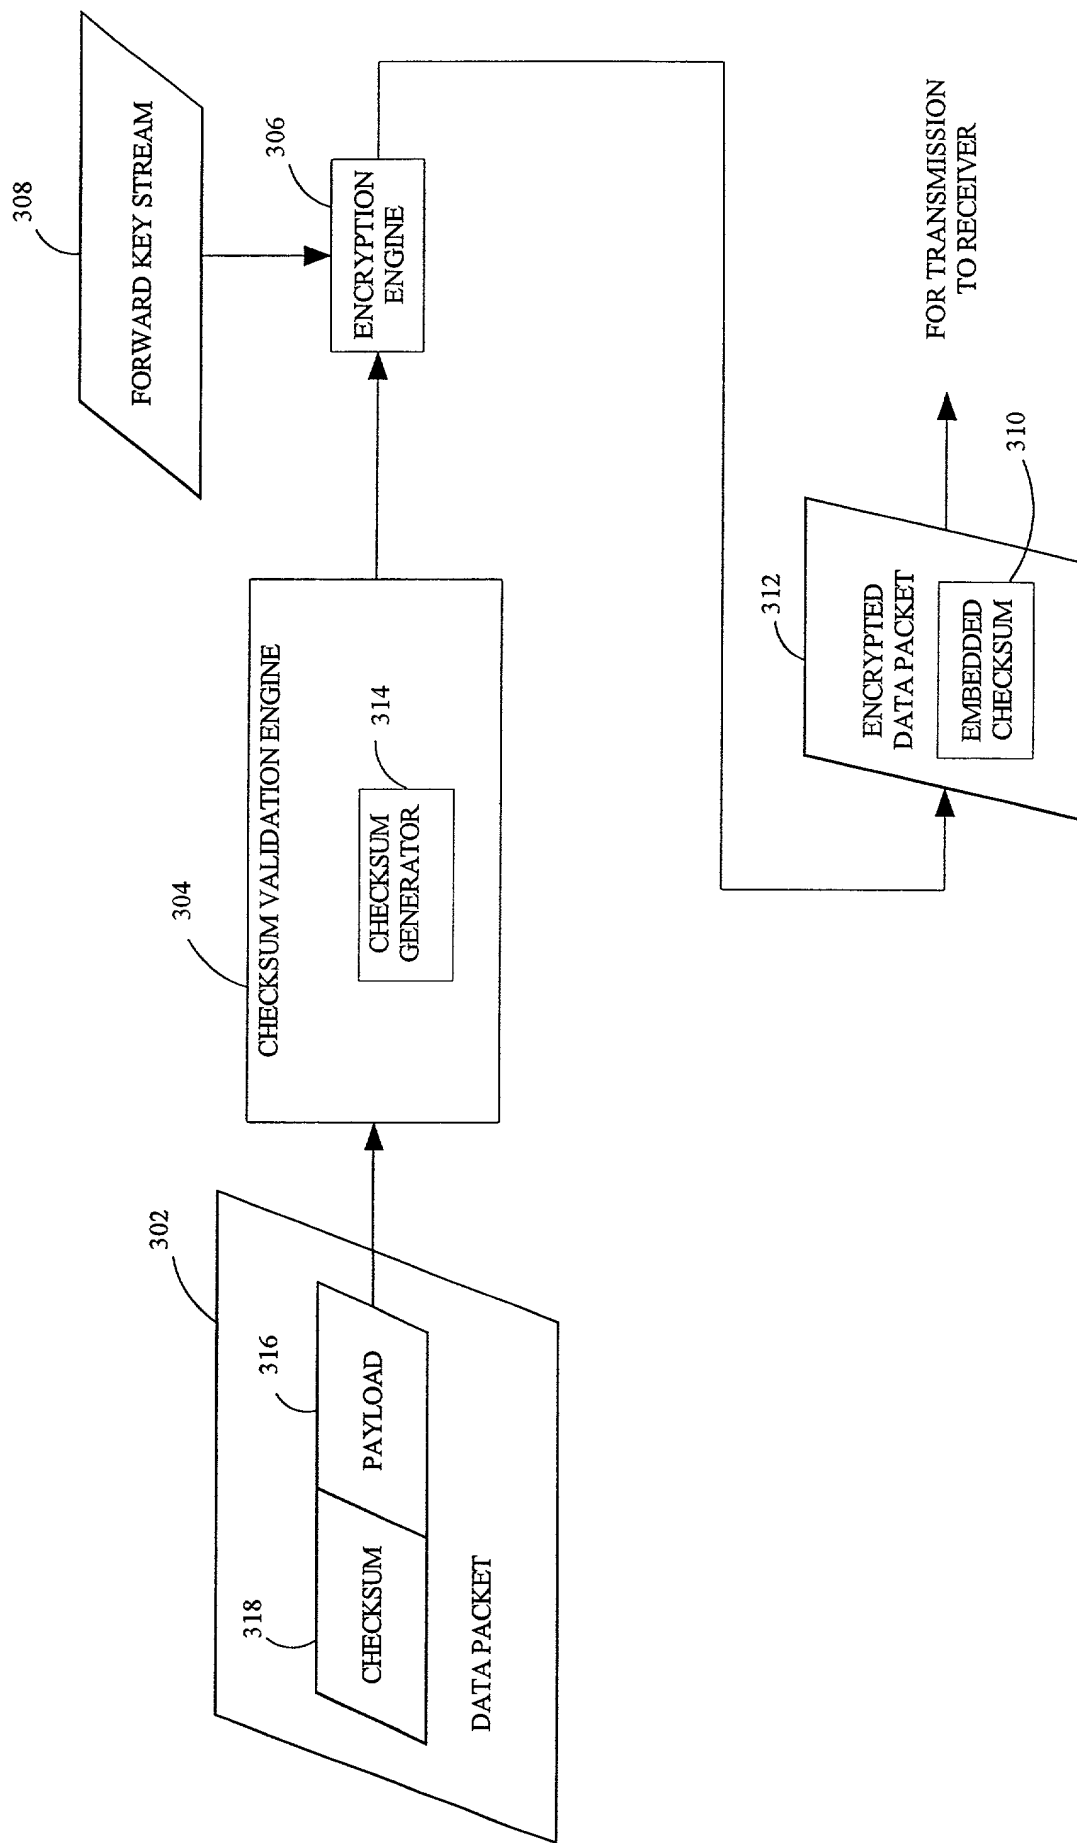 302
318
316
CHECKSUM
PAYLOAD
DATA PACKET
304
CHECKSUM VALIDATION ENGINE
314
CHECKSUM
GENERATOR
308
FORWARD KEY STREAM
306
ENCRYPTION
ENGINE
312
ENCRYPTED
DATA PACKET
EMBEDDED
CHECKSUM
310
FOR TRANSMISSION
TO RECEIVER